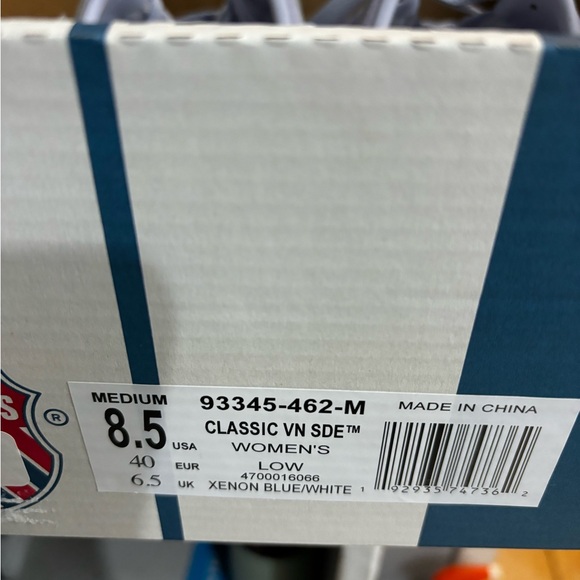 S ®
MEDIUM 93345-462-M MADE IN CHINA
8.5 USA CLASSIC VN SDE™
WOMEN'S
40 EUR LOW
4700016066
6.5 UK XENON BLUE/WHITE 1 92935 74736 2